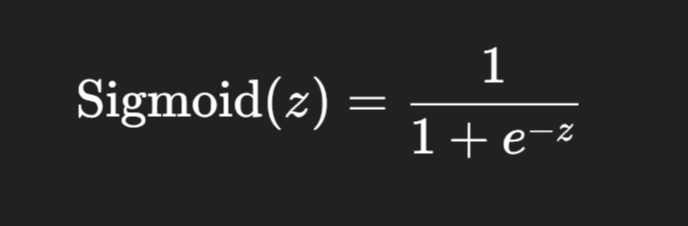 Sigmoid(z) = 1 / (1 + e^{-z})